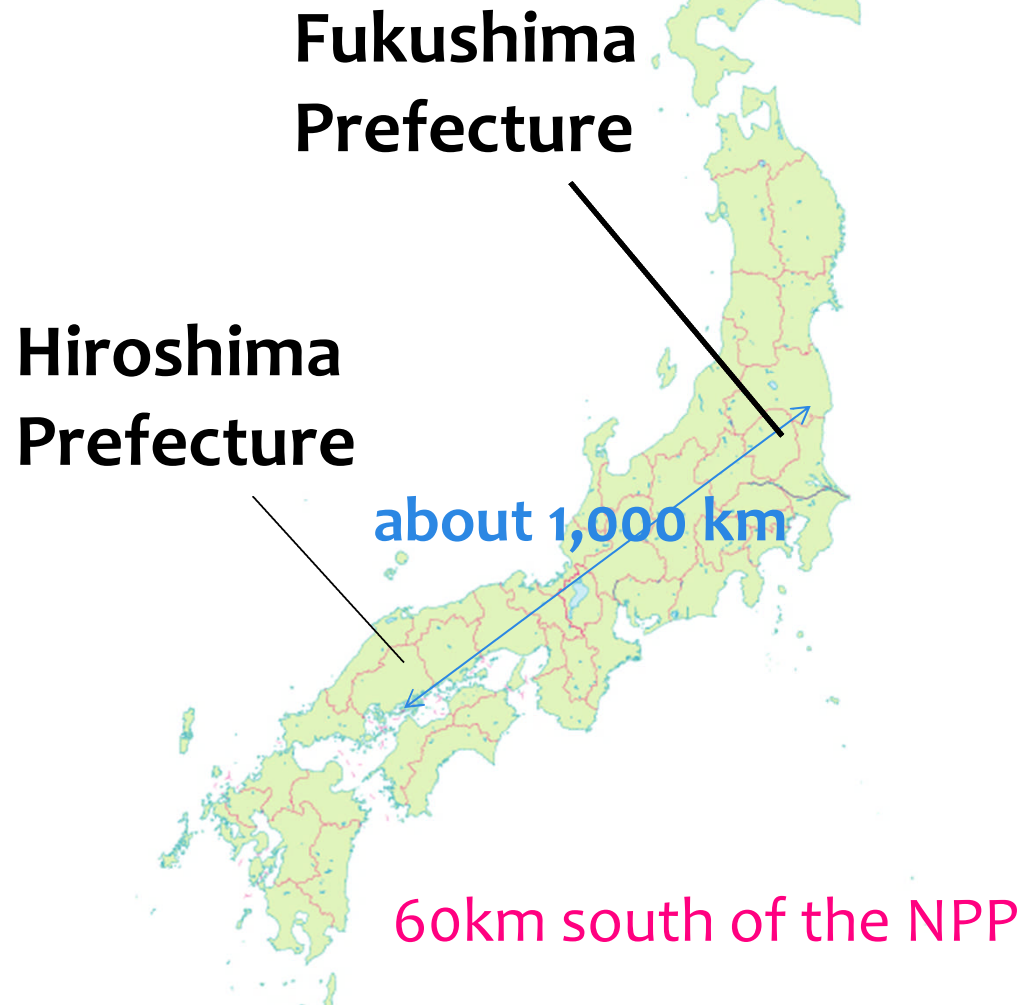 Fukushima
Prefecture
Hiroshima
Prefecture
about 1,000 km
60km south of the NPP